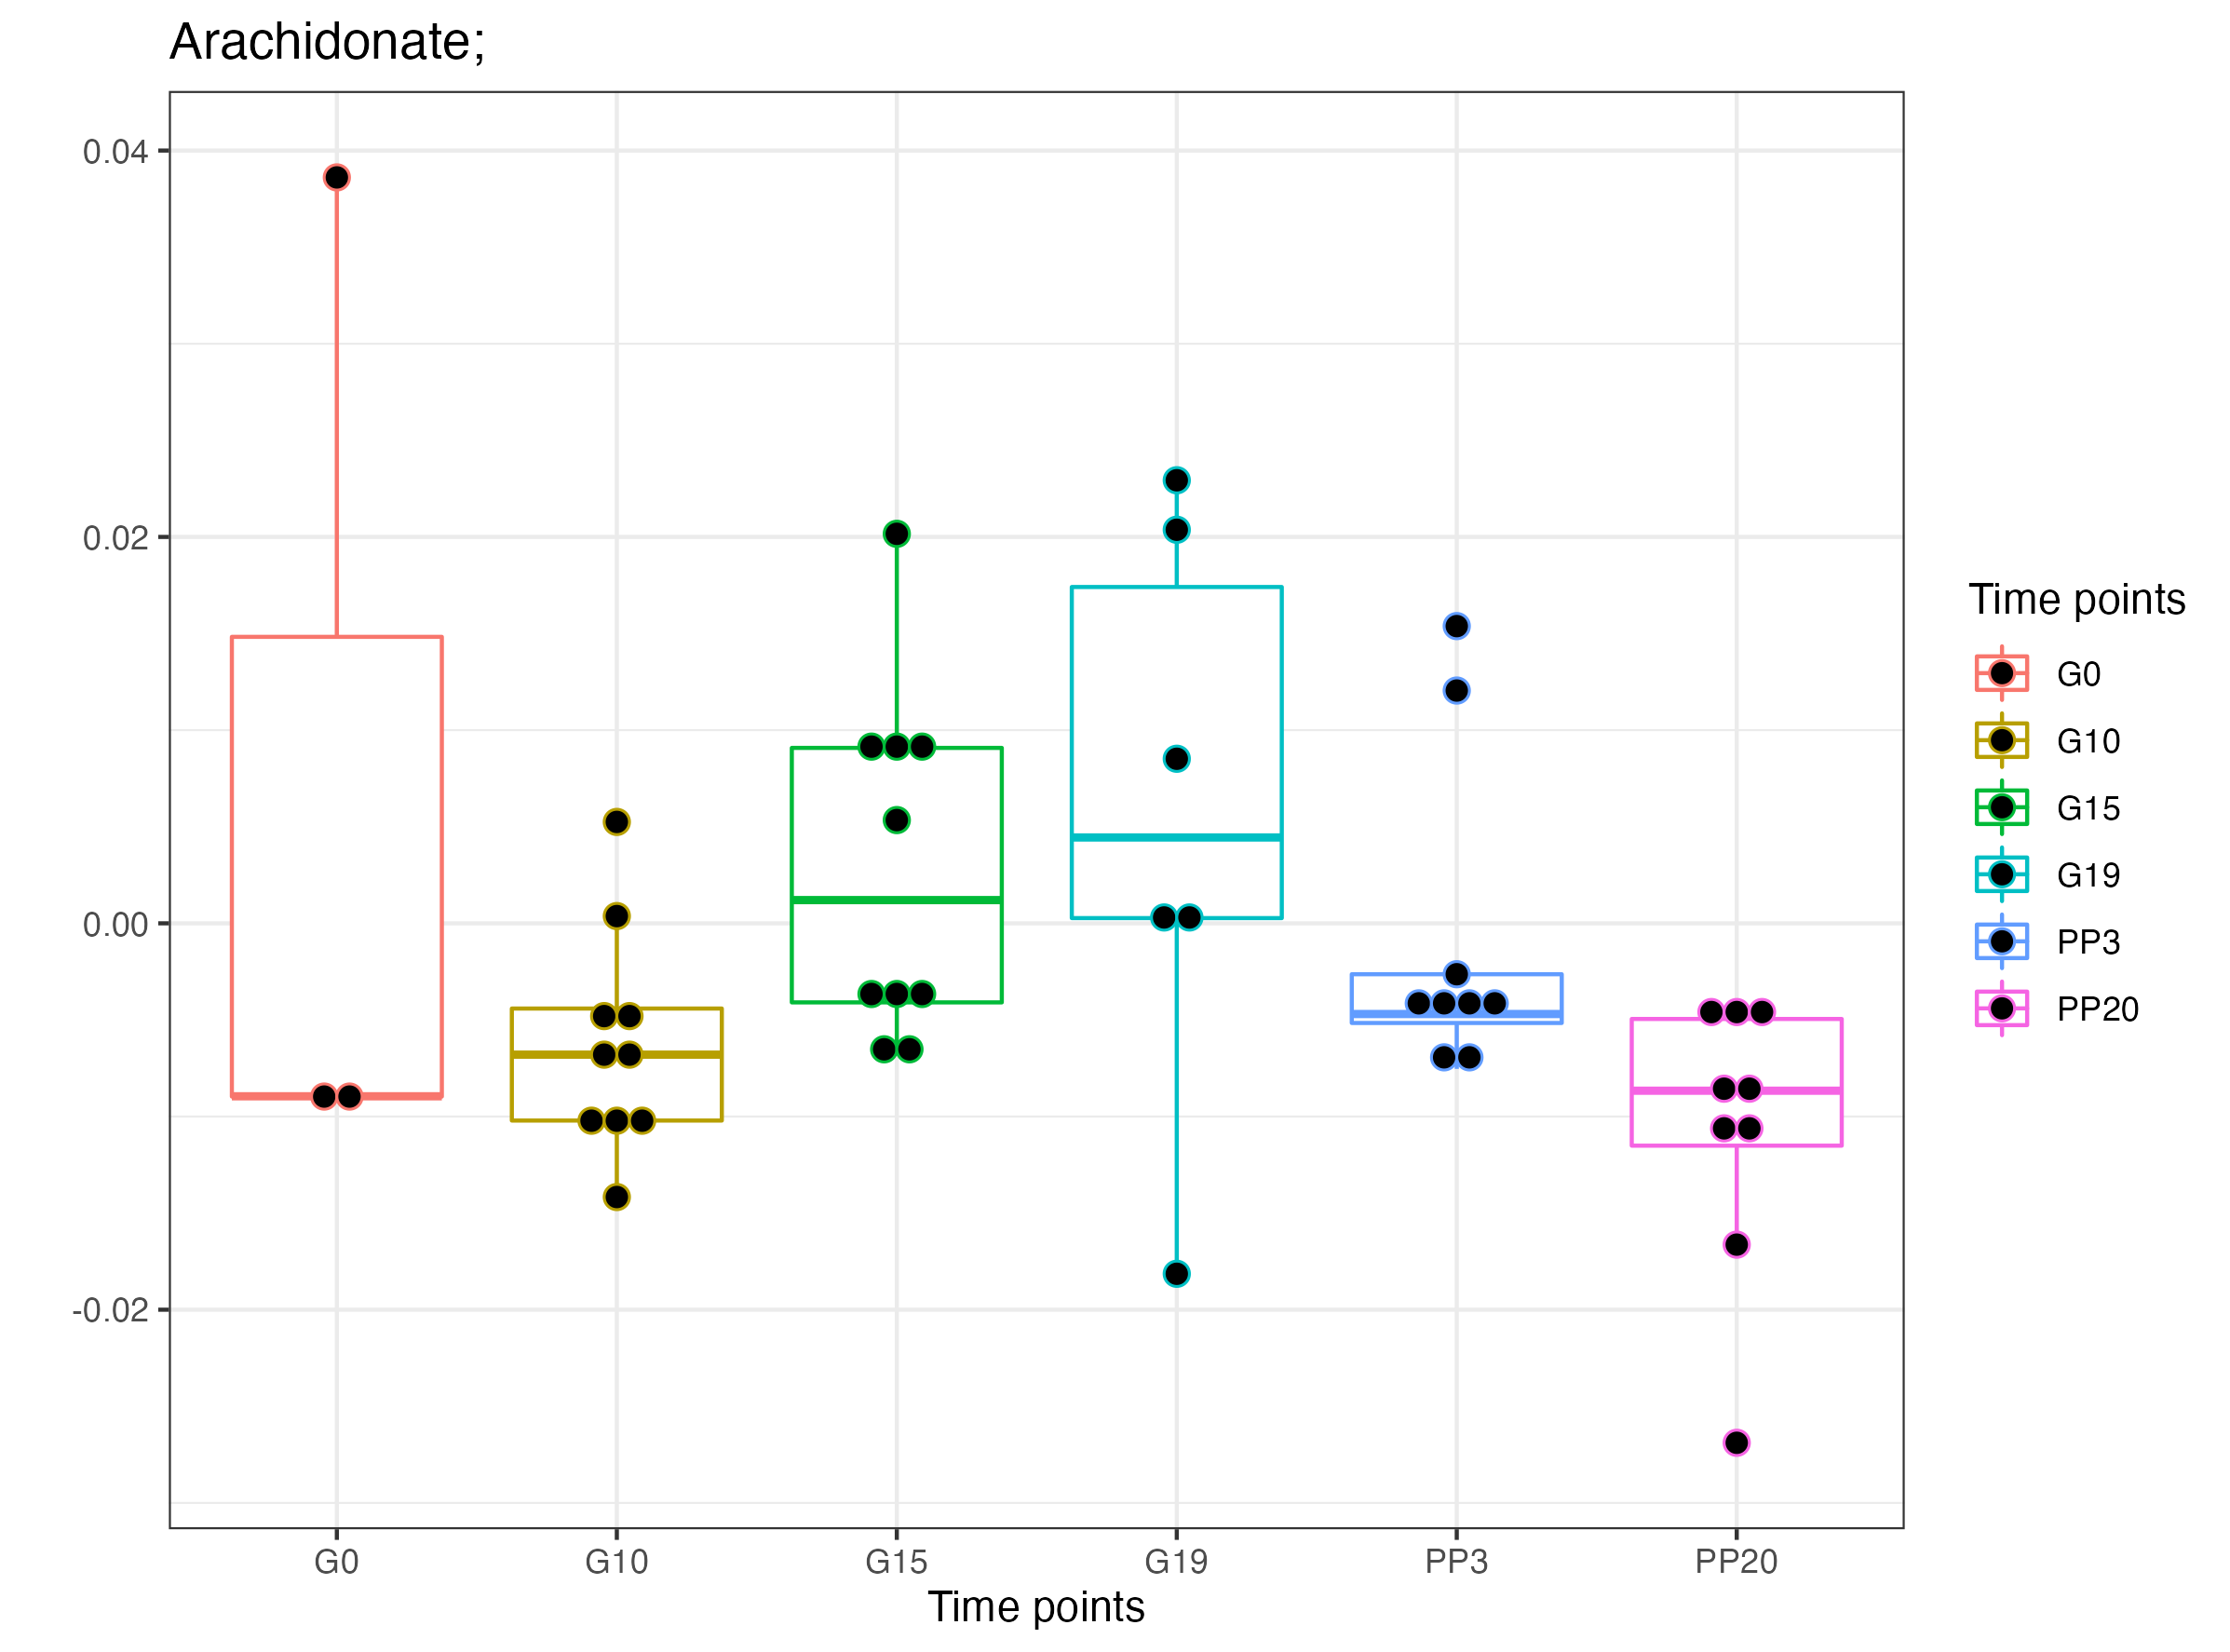 Arachidonate;
0.04
0.02
0.00
-0.02
G0 G10 G15 G19 PP3 PP20
Time points
Time points
G0
G10
G15
G19
PP3
PP20